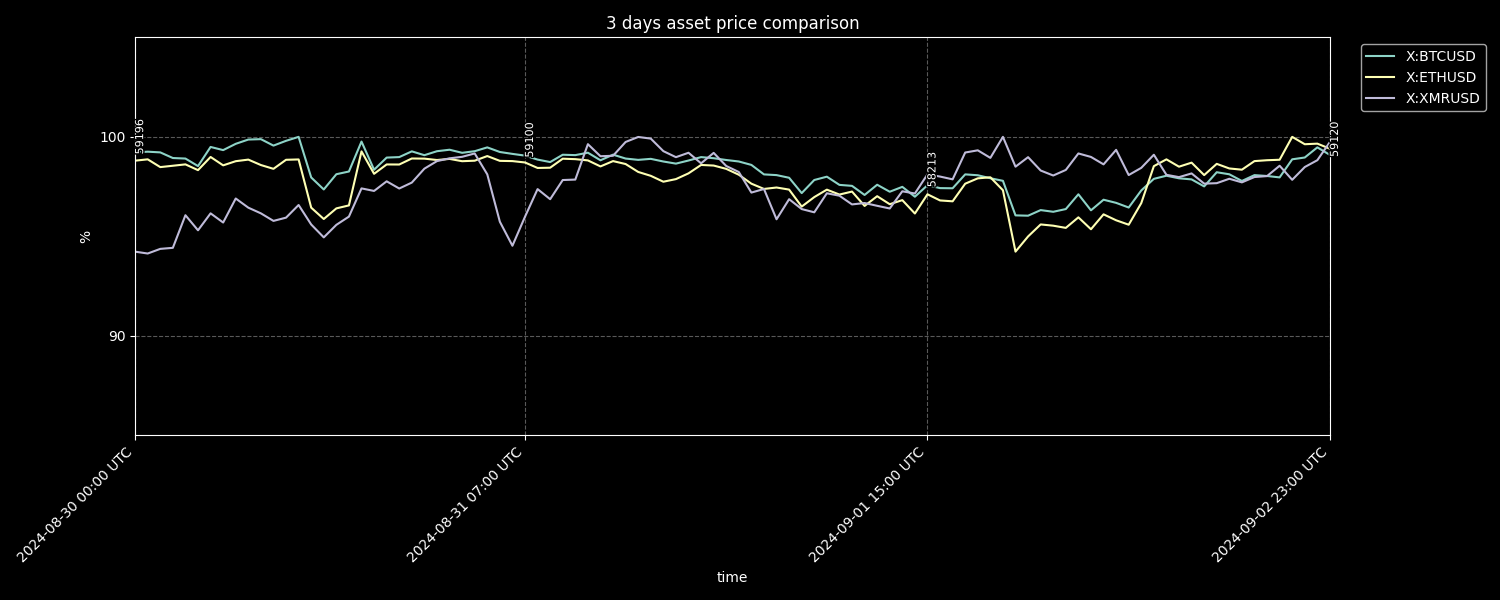 3 days asset price comparison
X:BTCUSD
X:ETHUSD
X:XMRUSD
100
90
%
59196
59100
58213
59120
2024-08-30 00:00 UTC
2024-08-31 07:00 UTC
2024-09-01 15:00 UTC
2024-09-02 23:00 UTC
time